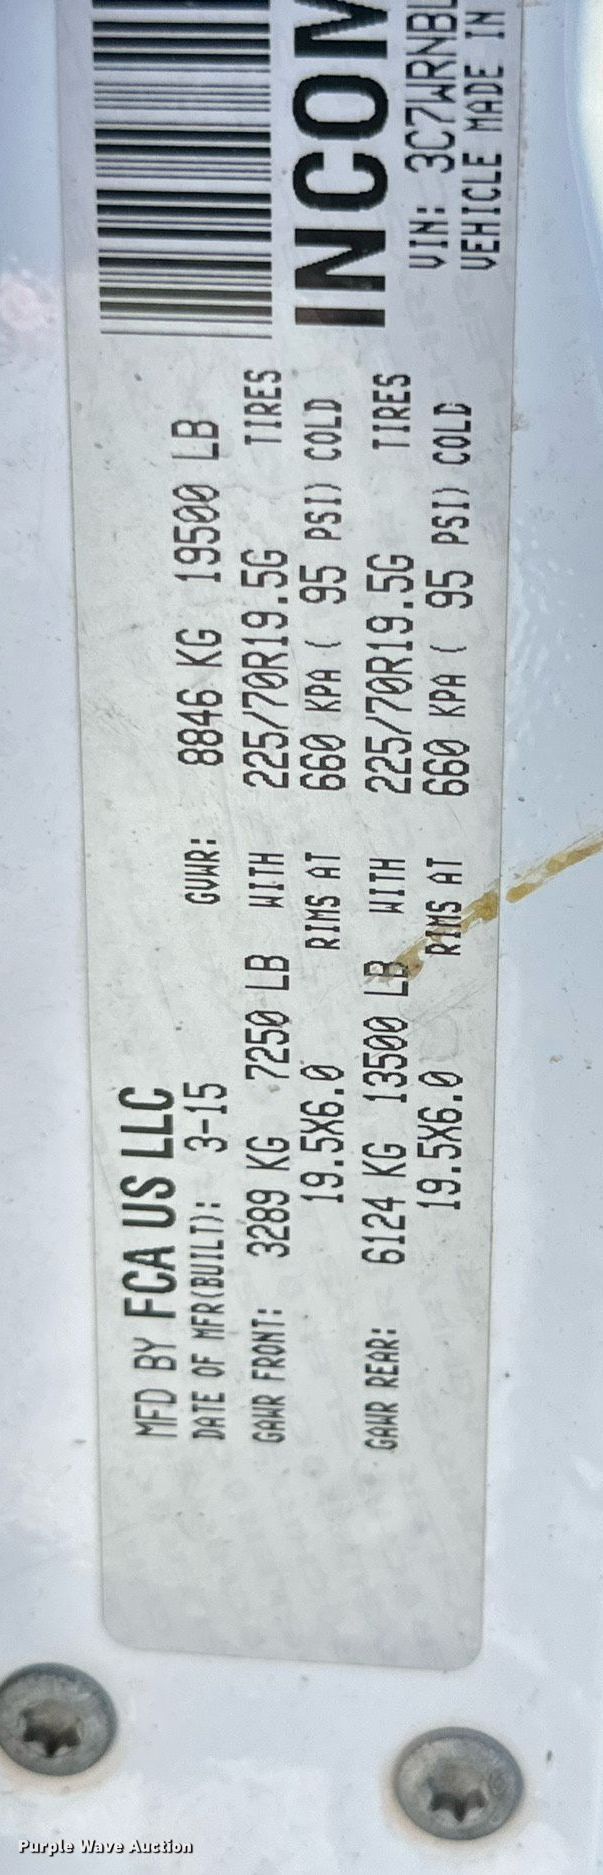 MFD BY FCA US LLC
DATE OF MFR(BUILT): 3-15 GVWR: 8846 KG 19500 LB
GAWR FRONT: 3289 KG 7250 LB WITH 225/70R19.5G TIRES
19.5X6.0 RIMS AT 660 KPA ( 95 PSI) COLD
GAWR REAR: 6124 KG 13500 LB WITH 225/70R19.5G TIRES
19.5X6.0 RIMS AT 660 KPA ( 95 PSI) COLD
INCOM
VIN: 3C7WRNBL
VEHICLE MADE IN
Purple Wave Auction